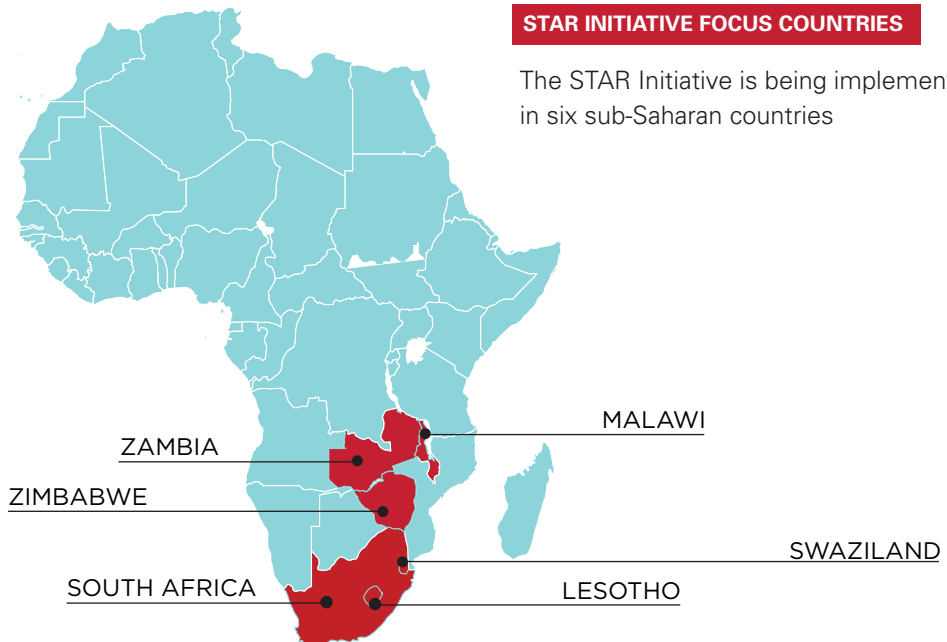 STAR INITIATIVE FOCUS COUNTRIES
The STAR Initiative is being implemen
in six sub-Saharan countries
MALAWI
ZAMBIA
ZIMBABWE
SWAZILAND
SOUTH AFRICA
LESOTHO